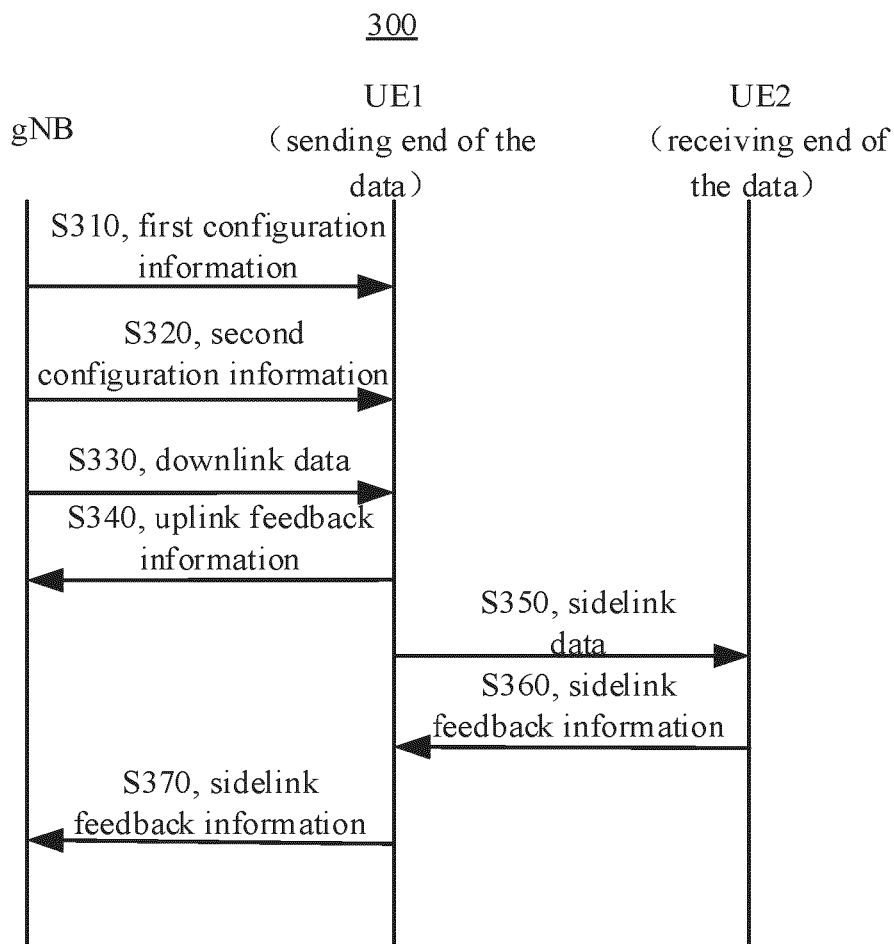 300
gNB
UE1
（sending end of the
data）
UE2
（receiving end of
the data）
S310, first configuration
information
S320, second
configuration information
S330, downlink data
S340, uplink feedback
information
S350, sidelink
data
S360, sidelink
feedback information
S370, sidelink
feedback information